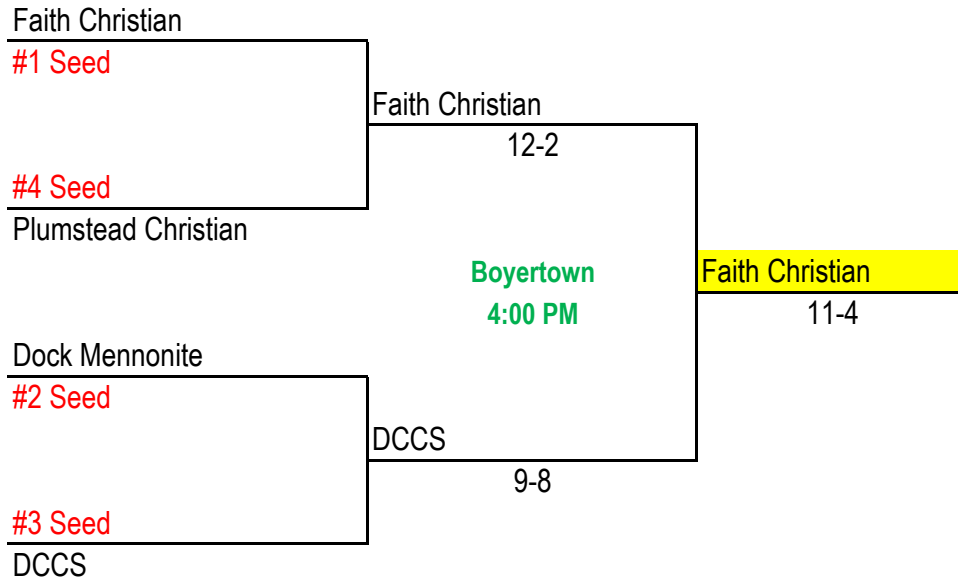 Faith Christian
#1 Seed
Faith Christian
12-2
#4 Seed
Plumstead Christian
Boyertown
4:00 PM
Faith Christian
11-4
Dock Mennonite
#2 Seed
DCCS
9-8
#3 Seed
DCCS